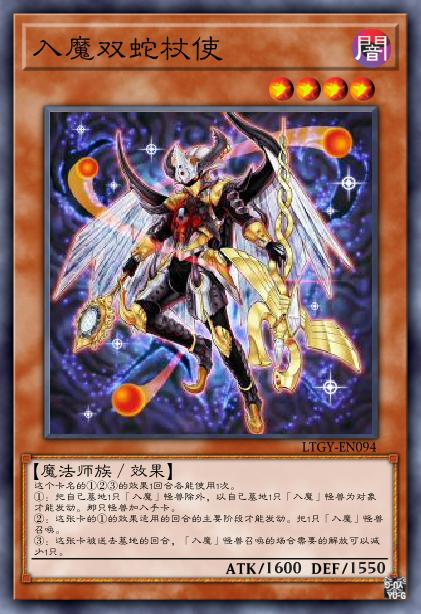 入魔双蛇杖使
闇
LTGY-EN094
【魔法师族／效果】
这个卡名的①②③的效果1回合各能使用1次。
①：把自己墓地1只「入魔」怪兽除外，以自己墓地1只「入魔」怪兽为对象
才能发动。那只怪兽加入手卡。
②：这张卡的①的效果适用的回合的主要阶段才能发动。把1只「入魔」怪兽
召唤。
③：这张卡被送去墓地的回合，「入魔」怪兽召唤的场合需要的解放可以减
少1只。
ATK/1600 DEF/1550